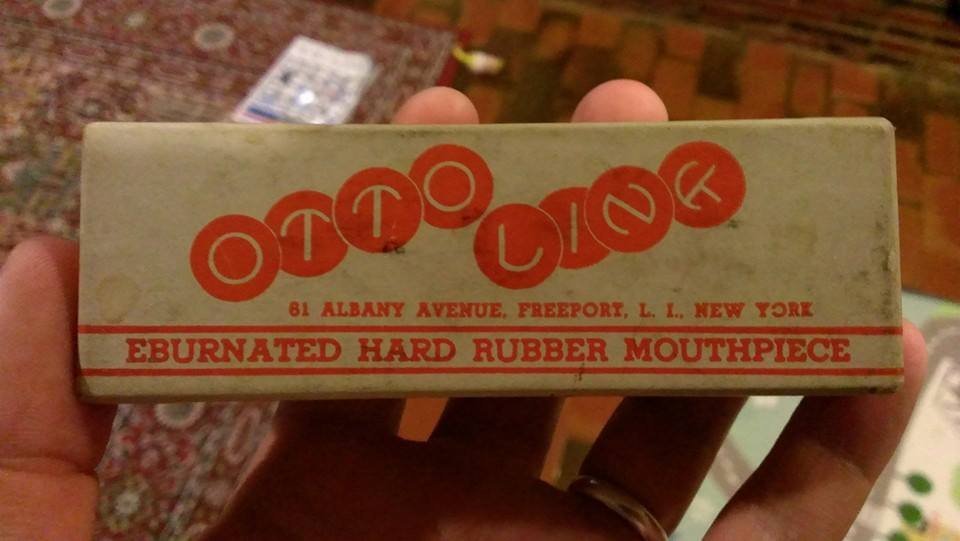 OTTO LINK
61 ALBANY AVENUE, FREEPORT, L. I., NEW YORK
EBURNATED HARD RUBBER MOUTHPIECE